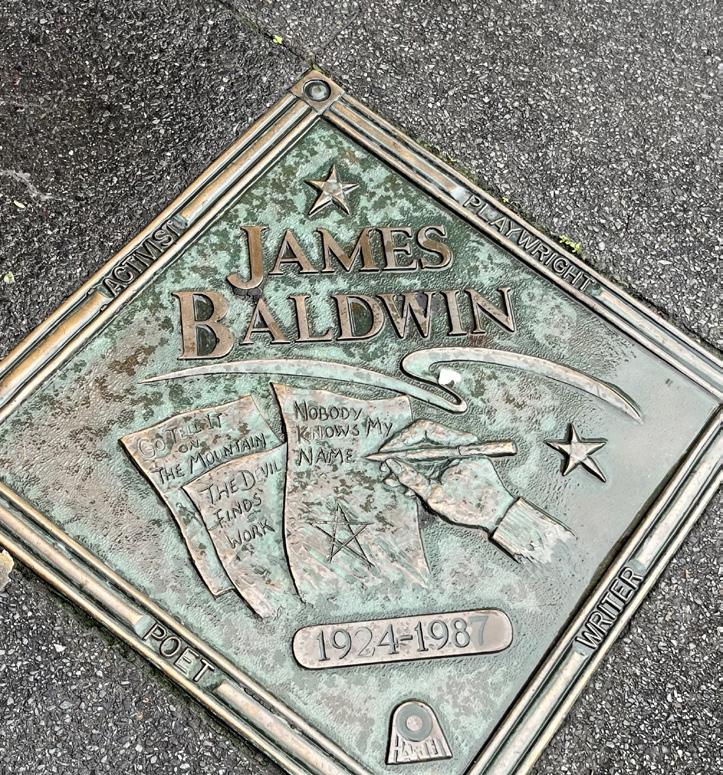 ACTIVIST
PLAYWRIGHT
JAMES
BALDWIN
GO TELL IT
ON
THE MOUNTAIN
THE DEVIL
FINDS
WORK
NOBODY
KNOWS MY
NAME
1924-1987
POET
WRITER